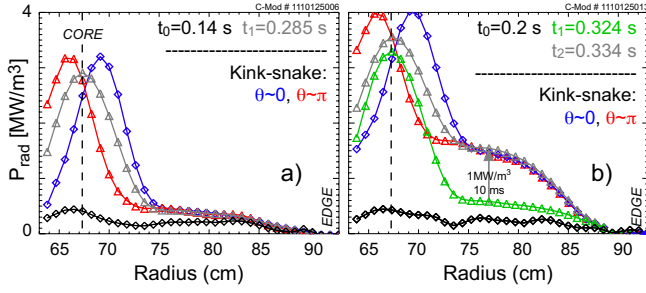 C-Mod # 1110125006
C-Mod # 1110125013
CORE
t0=0.14 s t1=0.285 s
Kink-snake:
θ~0, θ~π
a)
EDGE
4
0
Prad [MW/m3]
65 70 75 80 85 90
Radius (cm)
t0=0.2 s t1=0.324 s
t2=0.334 s
Kink-snake:
θ~0, θ~π
1MW/m3
10 ms
b)
EDGE
65 70 75 80 85 90
Radius (cm)